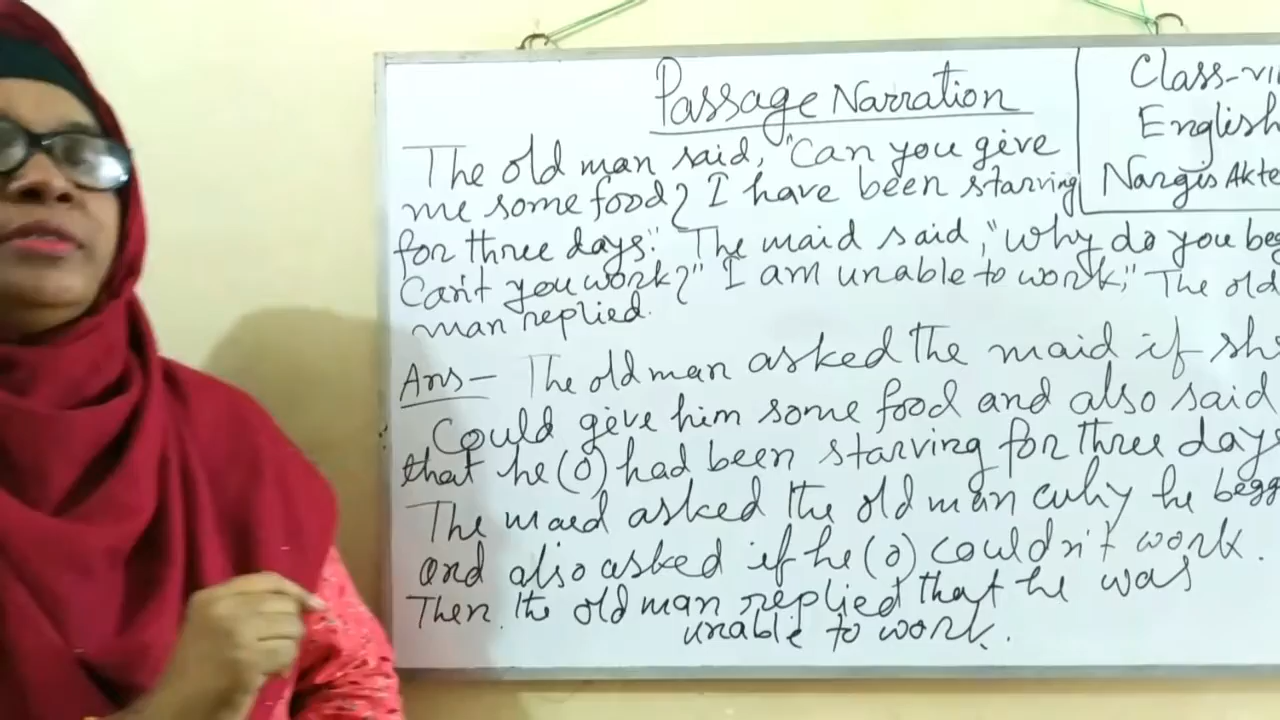 Passage Narration
The old man said, "Can you give
me some food? I have been starving
for three days." The maid said, "Why do you beg
Can't you work?" "I am unable to work," The old
man replied.
Class-vii
English
Nargis Akte
Ans- The old man asked the maid if she
Could give him some food and also said
that he (o) had been starving for three days
The maed asked the old man why he begg
and also asked if he (o) couldn't work.
Then the old man replied that he was
unable to work.